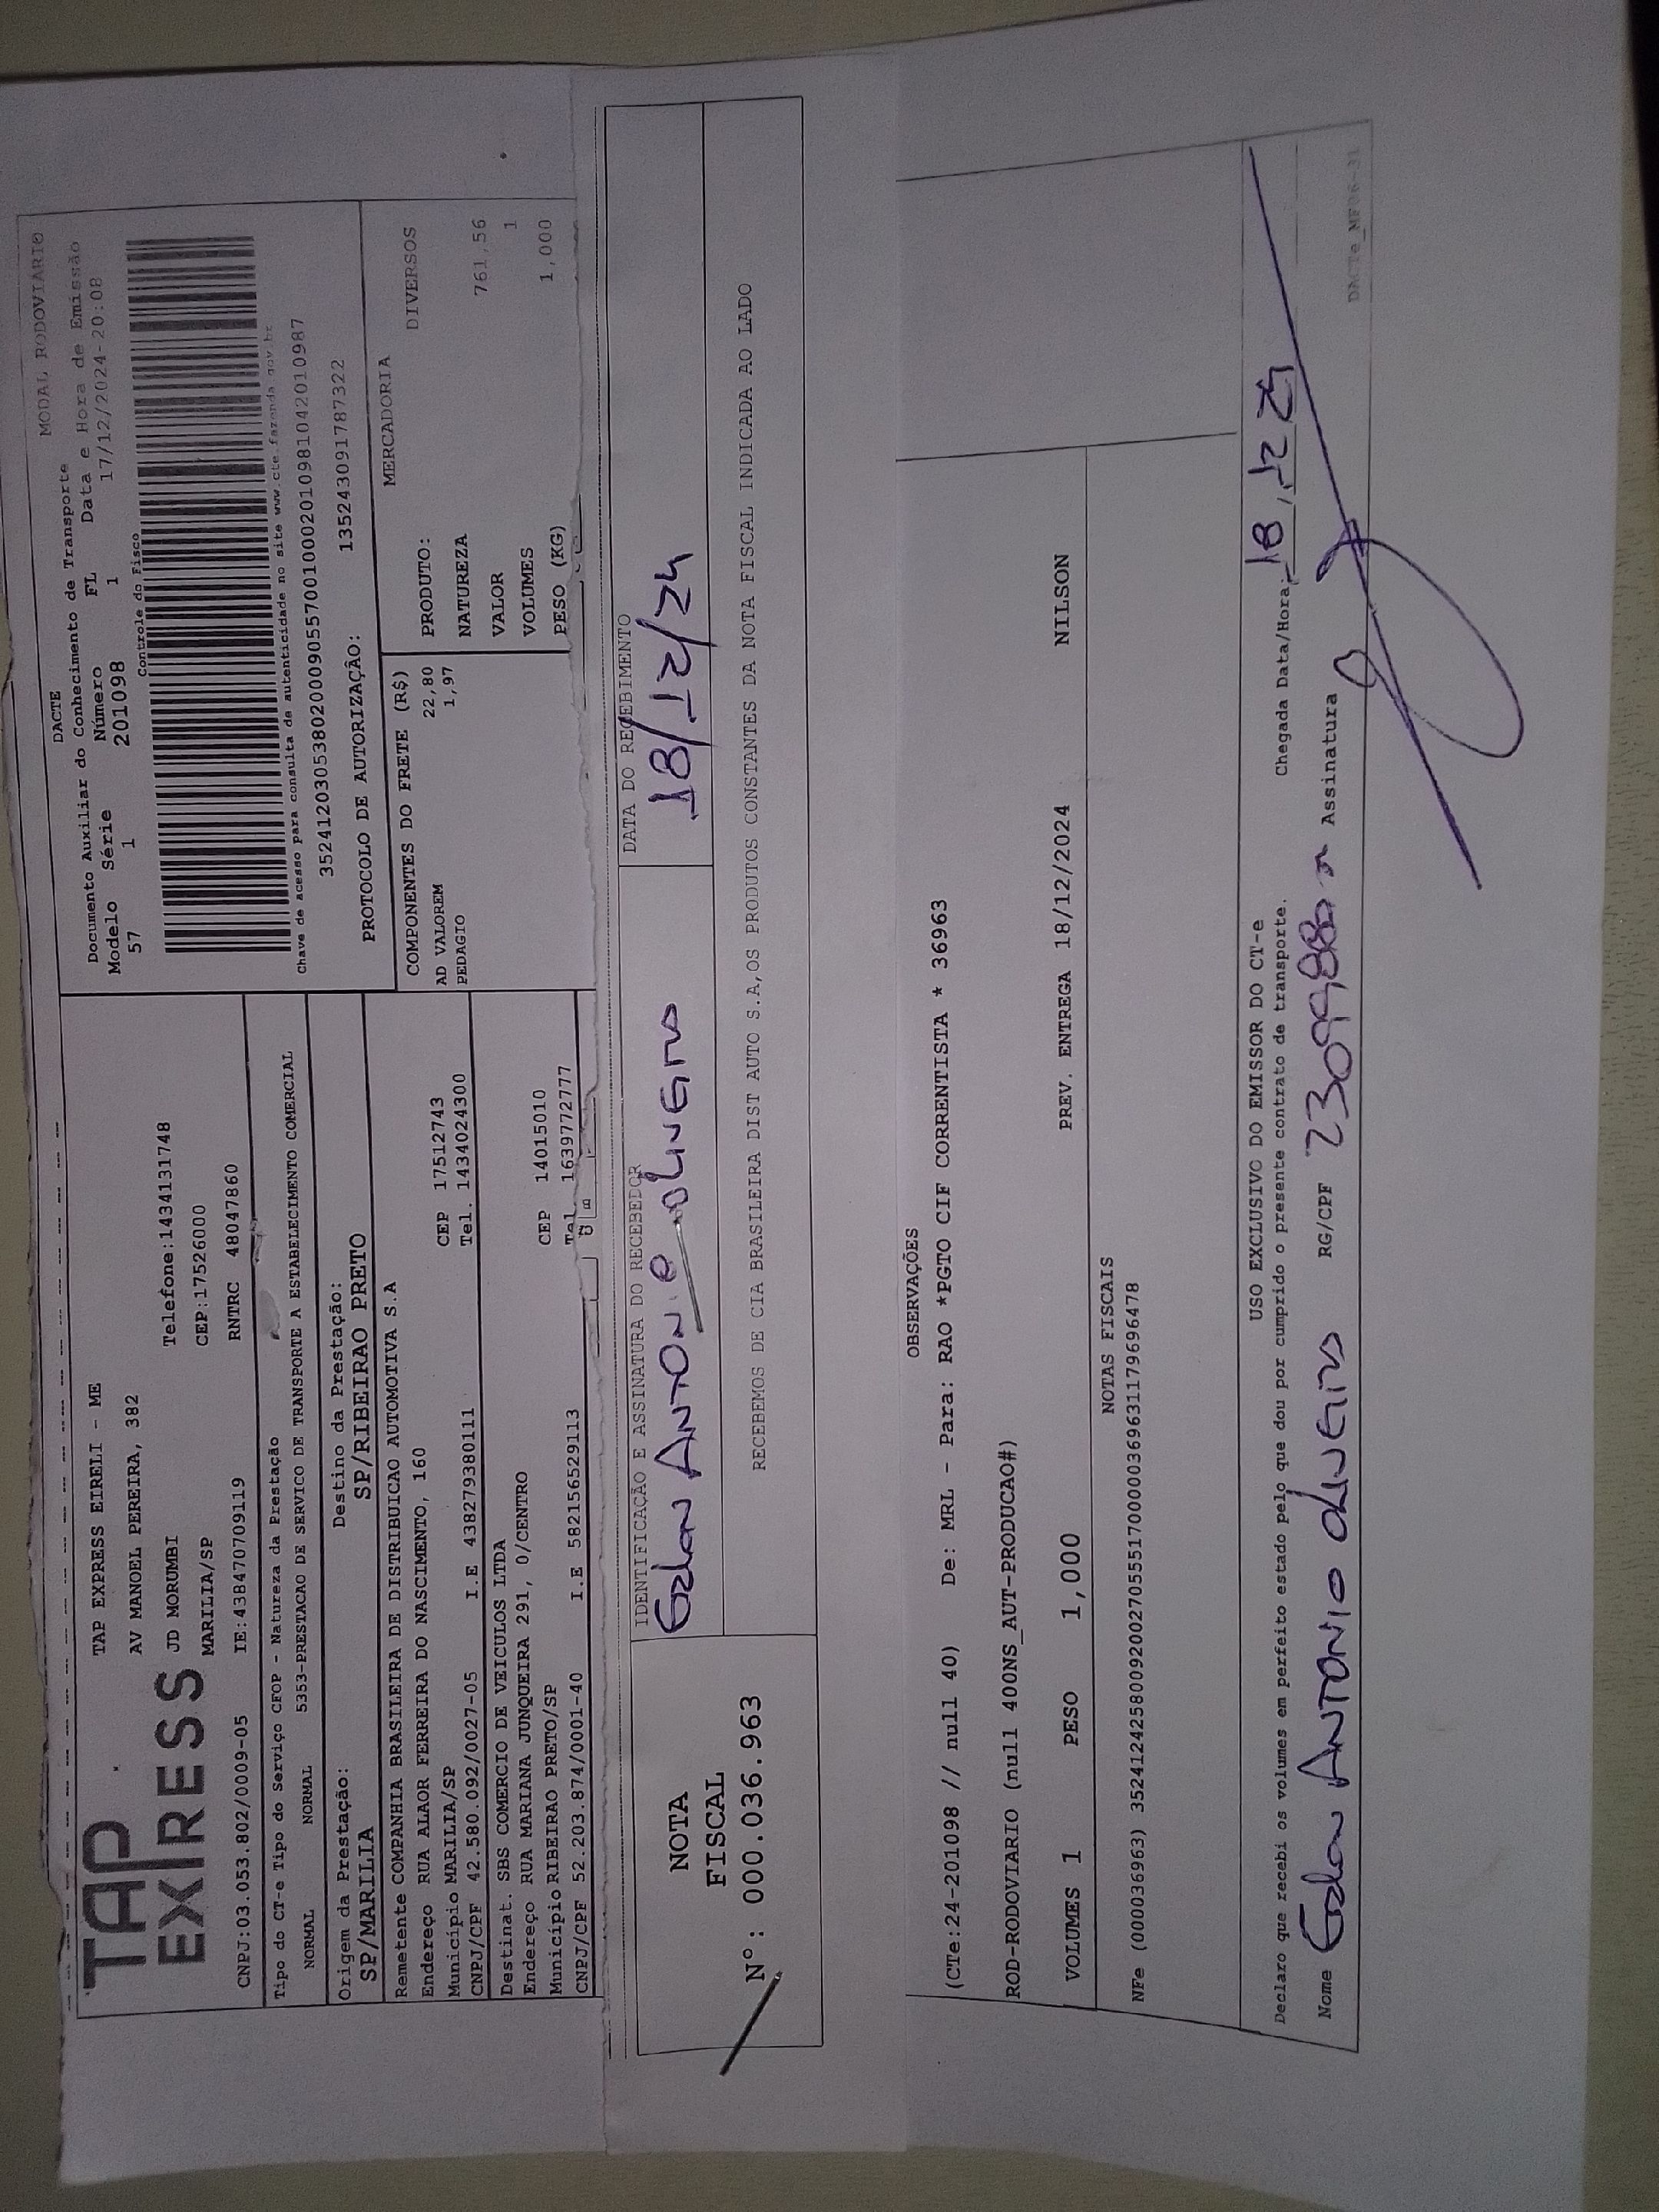 TAP EXPRESS
TAP EXPRESS EIRELI - ME
AV MANOEL PEREIRA, 382
JD MORUMBI Telefone:1434131748
MARILIA/SP CEP:17526000
CNPJ:03.053.802/0009-05 IE:438470709119 RNTRC 48047860
MODAL RODOVIARIO
DACTE
Documento Auxiliar do Conhecimento de Transporte
Modelo Série Número FL Data e Hora de Emissão
57 1 201098 1 17/12/2024-20:08
Controle do Fisco
Chave de acesso para consulta de autenticidade no site www.cte.fazenda.gov.br
35241203053802000905570010002010981042010987
PROTOCOLO DE AUTORIZAÇÃO: 135243091787322
Tipo do CT-e Tipo do Serviço CFOP - Natureza da Prestação
NORMAL NORMAL 5353-PRESTACAO DE SERVICO DE TRANSPORTE A ESTABELECIMENTO COMERCIAL
Origem da Prestação: Destino da Prestação:
SP/MARILIA SP/RIBEIRAO PRETO
Remetente COMPANHIA BRASILEIRA DE DISTRIBUICAO AUTOMOTIVA S.A
Endereço RUA ALAOR FERREIRA DO NASCIMENTO, 160
Município MARILIA/SP CEP 17512743
CNPJ/CPF 42.580.092/0027-05 I.E 438279380111 Tel. 1434024300
Destinat. SBS COMERCIO DE VEICULOS LTDA
Endereço RUA MARIANA JUNQUEIRA 291, 0/CENTRO
Município RIBEIRAO PRETO/SP CEP 14015010
CNPJ/CPF 52.203.874/0001-40 I.E 582156529113 Tel 1639772777
COMPONENTES DO FRETE (R$)
AD VALOREM 22,80
PEDAGIO 1,97
MERCADORIA
PRODUTO: DIVERSOS
NATUREZA
VALOR 761,56
VOLUMES 1
PESO (KG) 1,000
NOTA
FISCAL
N°: 000.036.963
IDENTIFICAÇÃO E ASSINATURA DO RECEBEDOR DATA DO RECEBIMENTO
ANTONIO OLIVEIRA 18/12/24
RECEBEMOS DE CIA BRASILEIRA DIST AUTO S.A,OS PRODUTOS CONSTANTES DA NOTA FISCAL INDICADA AO LADO
OBSERVAÇÕES
(CTe:24-201098 // null 40) De: MRL - Para: RAO *PGTO CIF CORRENTISTA * 36963
ROD-RODOVIARIO (null 400NS_AUT-PRODUCAO#)
VOLUMES 1 PESO 1,000 PREV. ENTREGA 18/12/2024 NILSON
NOTAS FISCAIS
NFe (000036963) 35241242580092002705551700000369631179696478
USO EXCLUSIVO DO EMISSOR DO CT-e
Declaro que recebi os volumes em perfeito estado pelo que dou por cumprido o presente contrato de transporte. Chegada Data/Hora: 18/12 24
Nome ANTONIO OLIVEIRA RG/CPF Assinatura